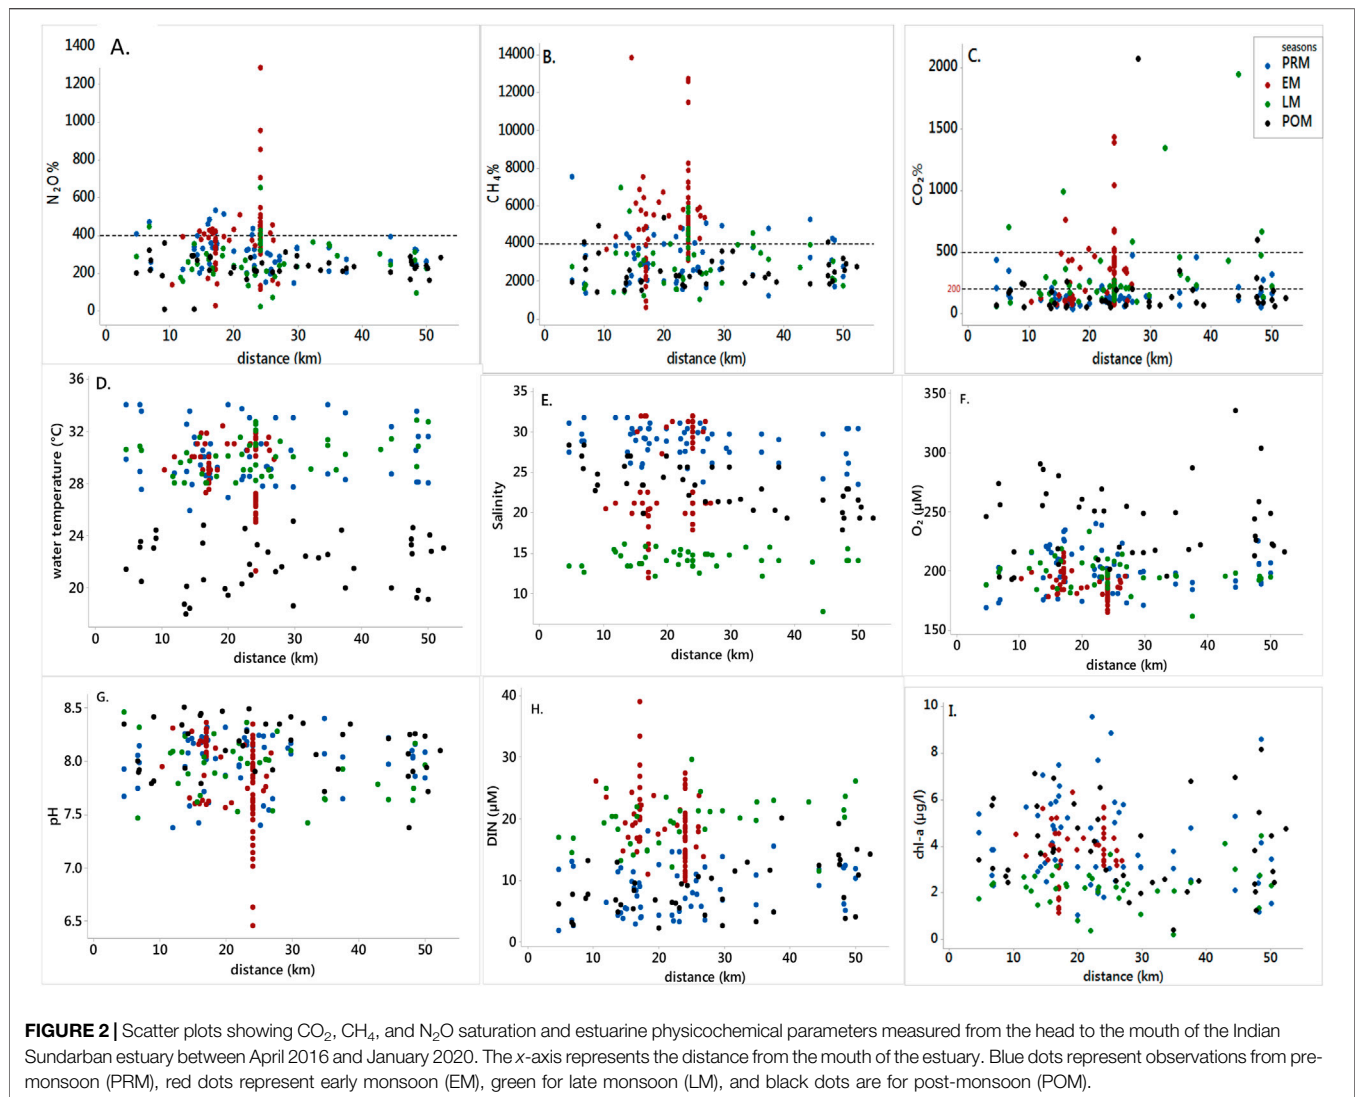 A.
1400
1200
1000
800
600
400
200
0
N₂O %
0 10 20 30 40 50
distance (km)
B.
14000
12000
10000
8000
6000
4000
2000
0
CH₄%
0 10 20 30 40 50
distance (km)
C.
2000
1500
1000
500
200
0
CO₂%
0 10 20 30 40 50
distance (km)
seasons
PRM
EM
LM
POM
D.
36
32
28
24
20
water temperature (°C)
0 10 20 30 40 50
distance (km)
E.
35
30
25
20
15
10
Salinity
0 10 20 30 40 50
distance (km)
F.
350
300
250
200
150
O₂ (μM)
0 10 20 30 40 50
distance (km)
G.
8.5
8.0
7.5
7.0
6.5
pH
0 10 20 30 40 50
distance (km)
H.
40
30
20
10
0
DIN (μM)
0 10 20 30 40 50
distance (km)
I.
10
8
6
4
2
0
chl-a (μg/l)
0 10 20 30 40 50
distance (km)
FIGURE 2 | Scatter plots showing CO₂, CH₄, and N₂O saturation and estuarine physicochemical parameters measured from the head to the mouth of the Indian
Sundarban estuary between April 2016 and January 2020. The x-axis represents the distance from the mouth of the estuary. Blue dots represent observations from pre-
monsoon (PRM), red dots represent early monsoon (EM), green for late monsoon (LM), and black dots are for post-monsoon (POM).